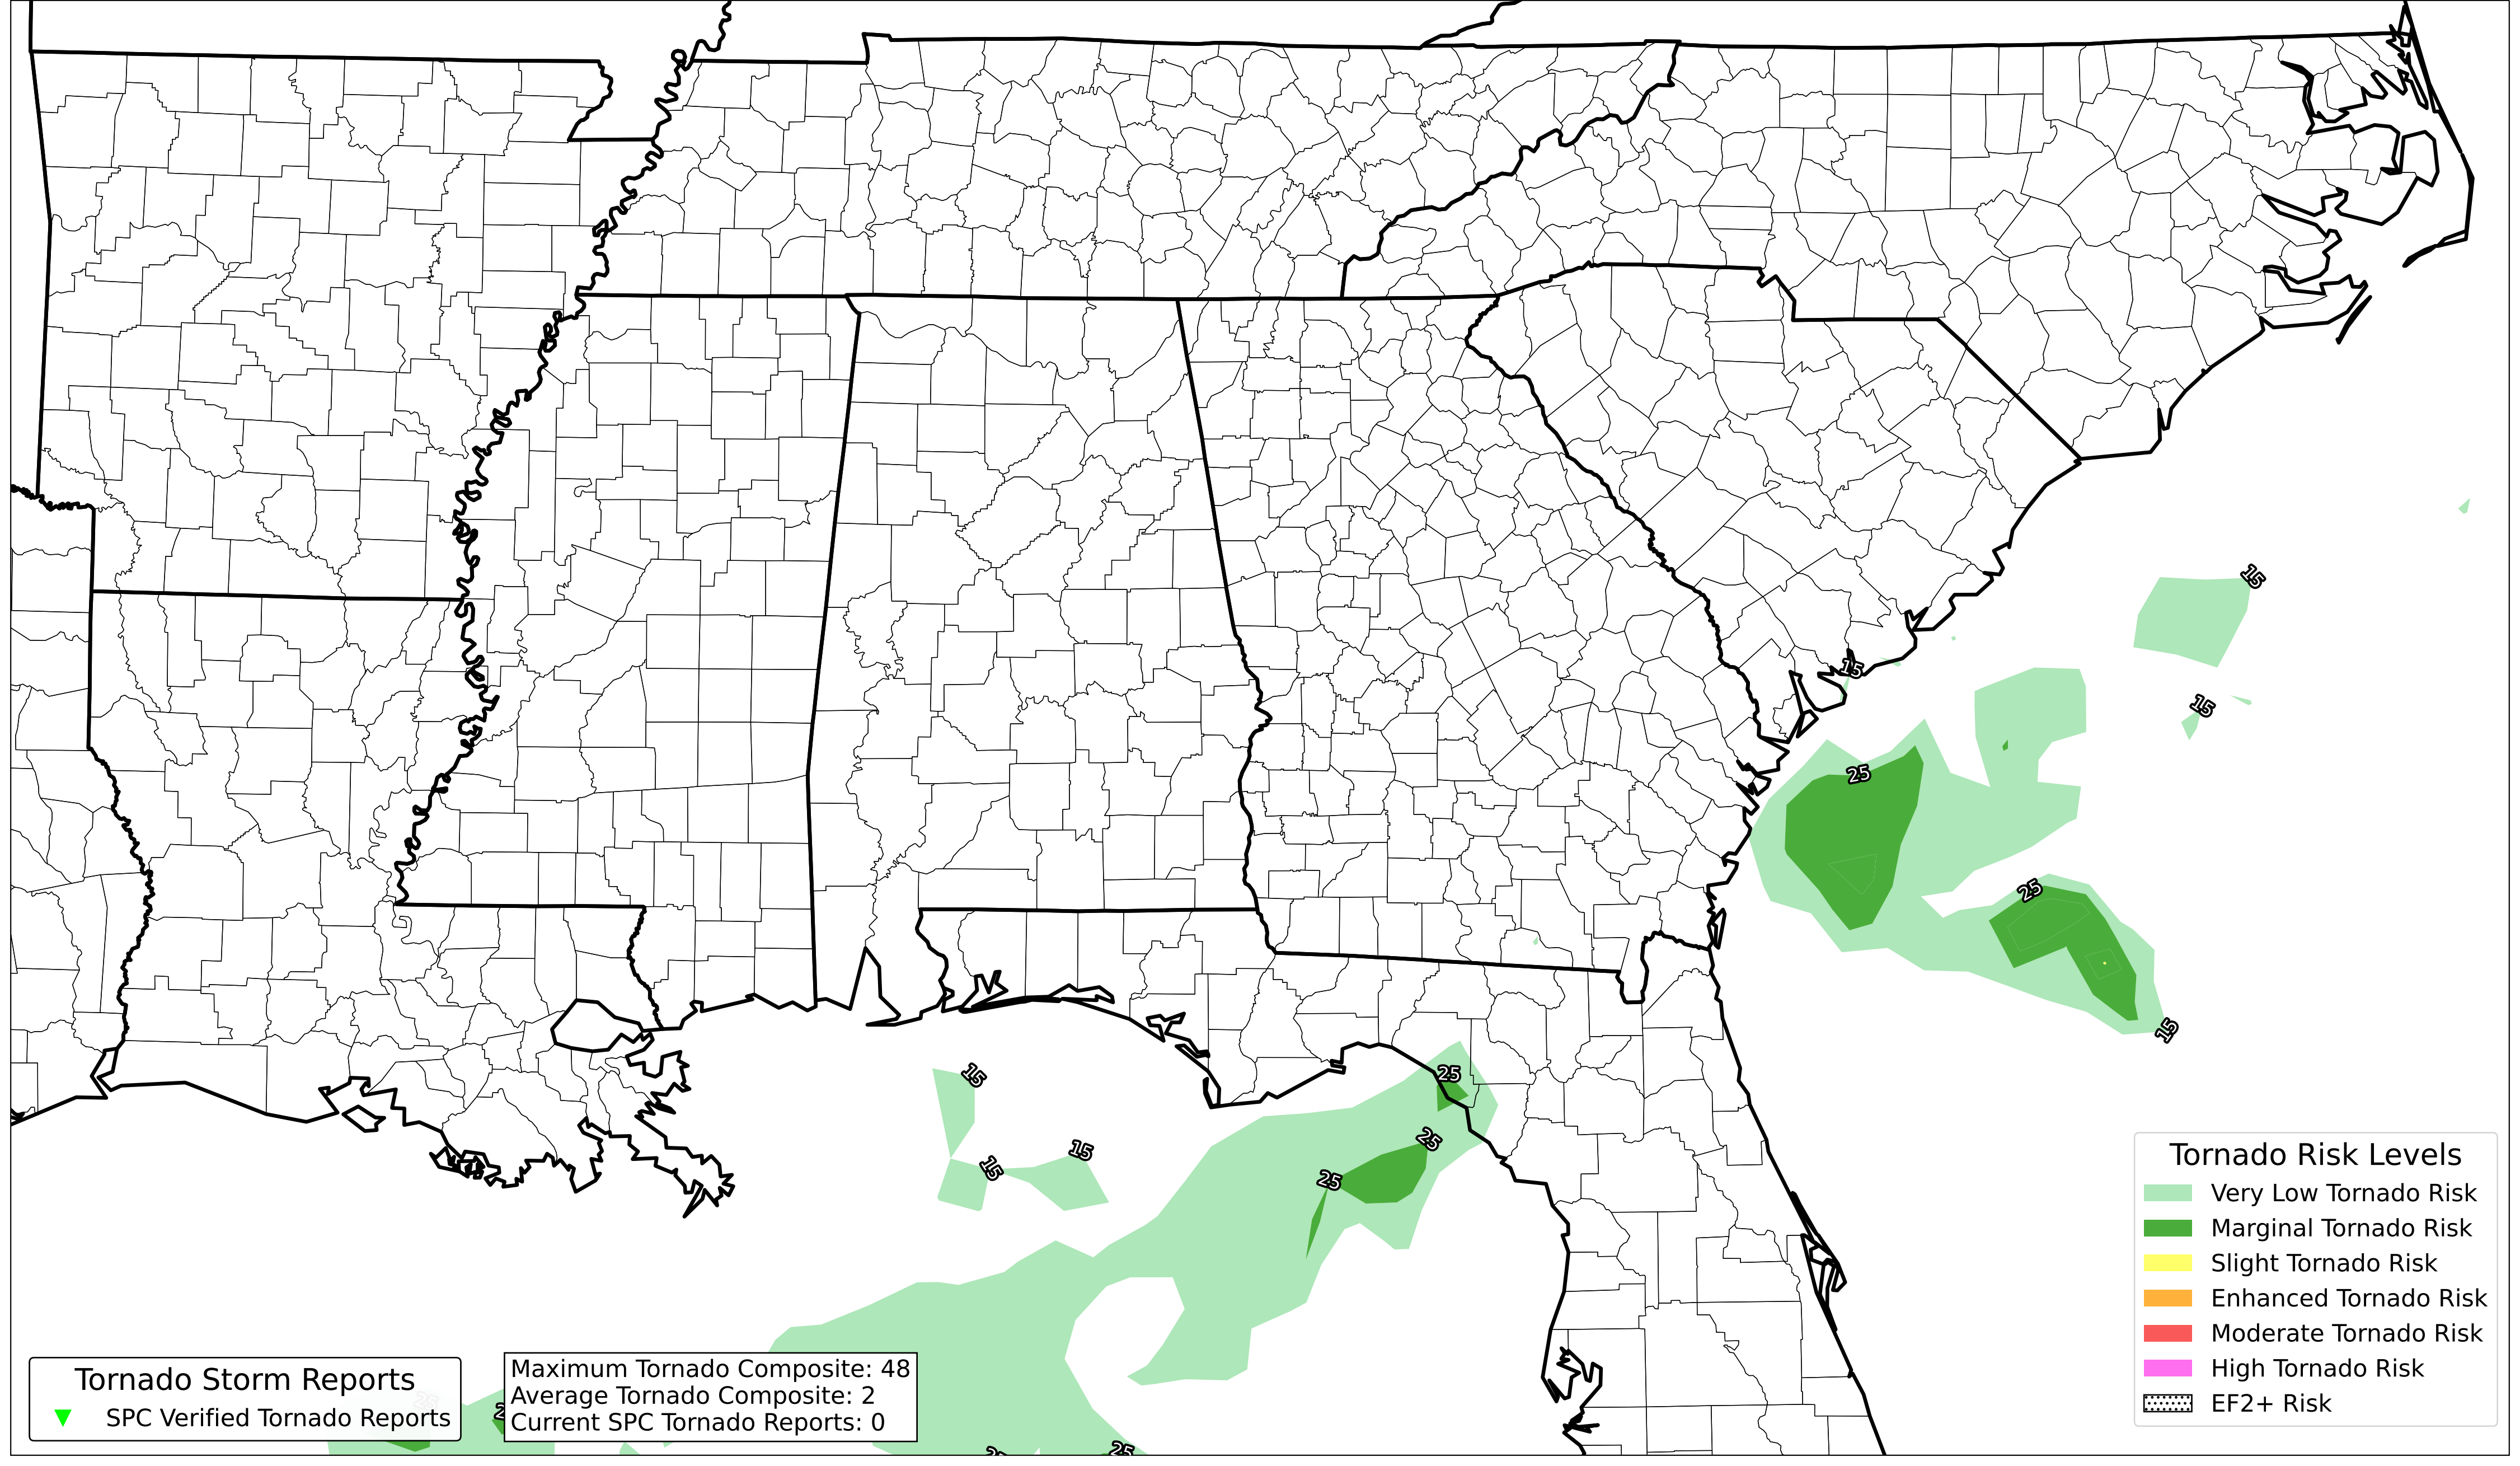 15
15
15
25
25
15
25
15
15
15
25
25
25
Tornado Risk Levels
Very Low Tornado Risk
Marginal Tornado Risk
Slight Tornado Risk
Enhanced Tornado Risk
Moderate Tornado Risk
High Tornado Risk
EF2+ Risk
Tornado Storm Reports
SPC Verified Tornado Reports
Maximum Tornado Composite: 48
Average Tornado Composite: 2
Current SPC Tornado Reports: 0